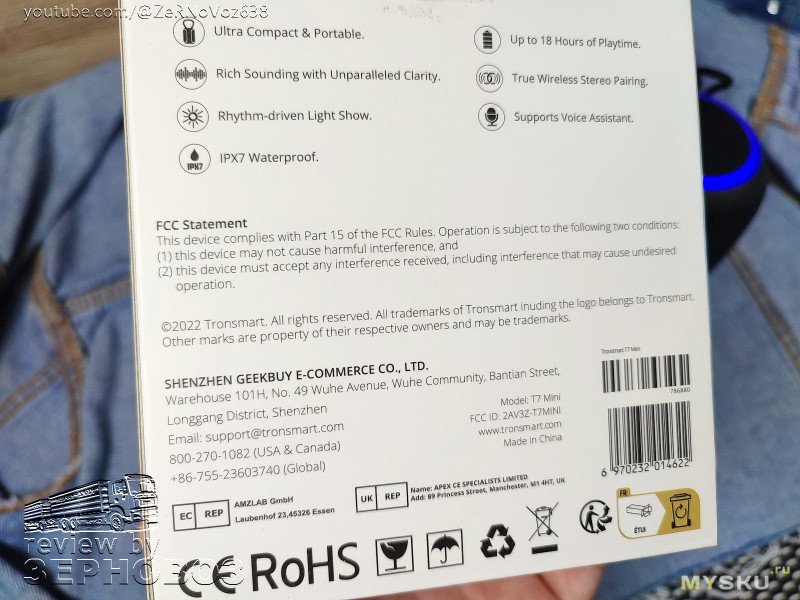 youtube.com/@ZeRNoVoz638
Ultra Compact & Portable.
Rich Sounding with Unparalleled Clarity.
Rhythm-driven Light Show.
IPX7
IPX7 Waterproof.
Up to 18 Hours of Playtime.
True Wireless Stereo Pairing.
Supports Voice Assistant.
FCC Statement
This device complies with Part 15 of the FCC Rules. Operation is subject to the following two conditions:
(1) this device may not cause harmful interference, and
(2) this device must accept any interference received, including interference that may cause undesired
operation.
©2022 Tronsmart. All rights reserved. All trademarks of Tronsmart inuding the logo belongs to Tronsmart.
Other marks are property of their respective owners and may be trademarks.
SHENZHEN GEEKBUY E-COMMERCE CO., LTD.
Warehouse 101H, No. 49 Wuhe Avenue, Wuhe Community, Bantian Street,
Longgang District, Shenzhen
Email: support@tronsmart.com
800-270-1082 (USA & Canada)
+86-755-23603740 (Global)
Model: T7 Mini
FCC ID: 2AV3Z-T7MINI
www.tronsmart.com
Made in China
Tronsmart T7 Mini
786880
6 970232 014622
EC REP
AMZLAB GmbH
Laubenhof 23,45326 Essen
UK REP
Name: APEX CE SPECIALISTS LIMITED
Add: 89 Princess Street, Manchester, M1 4HT, UK
CE RoHS
FR
ÉTUI
review by
ЗЕРНОВОЗ
MYSKU.ru